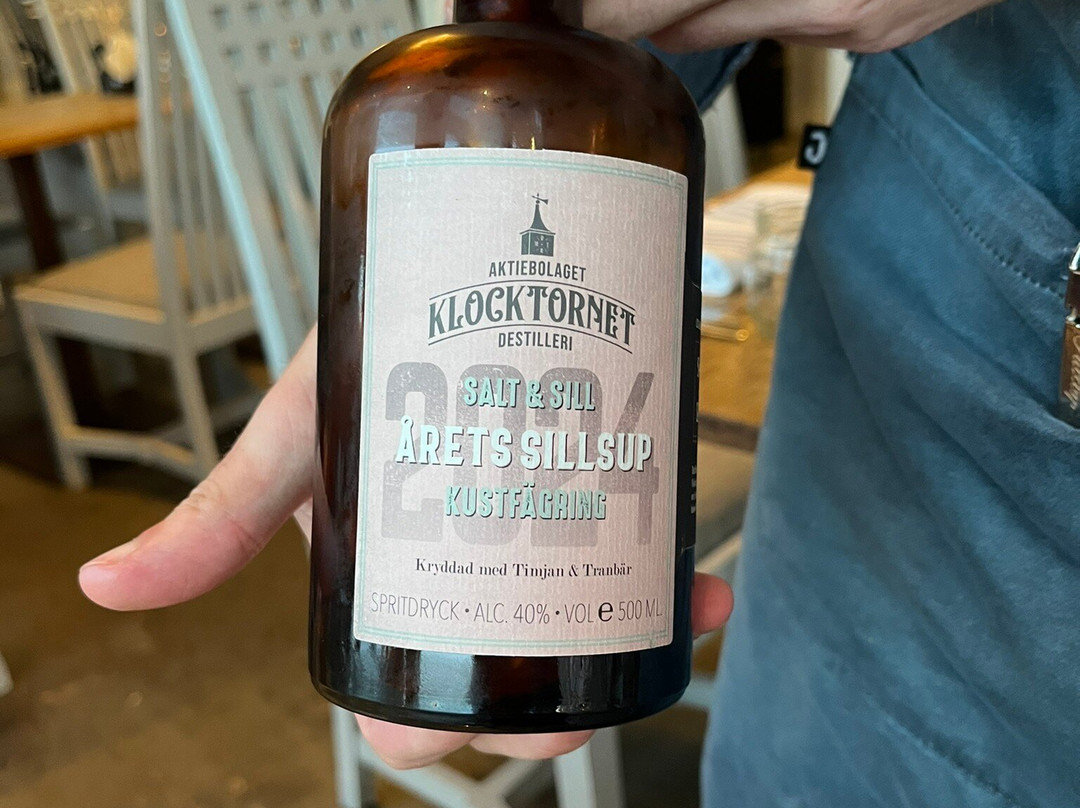 AKTIEBOLAGET
KLOCKTORNET
DESTILLERI
2024
SALT & SILL
ÅRETS SILLSUP
KUSTFÄGRING
Kryddad med Timjan & Tranbär
SPRITDRYCK • ALC. 40% • VOL e 500 ML